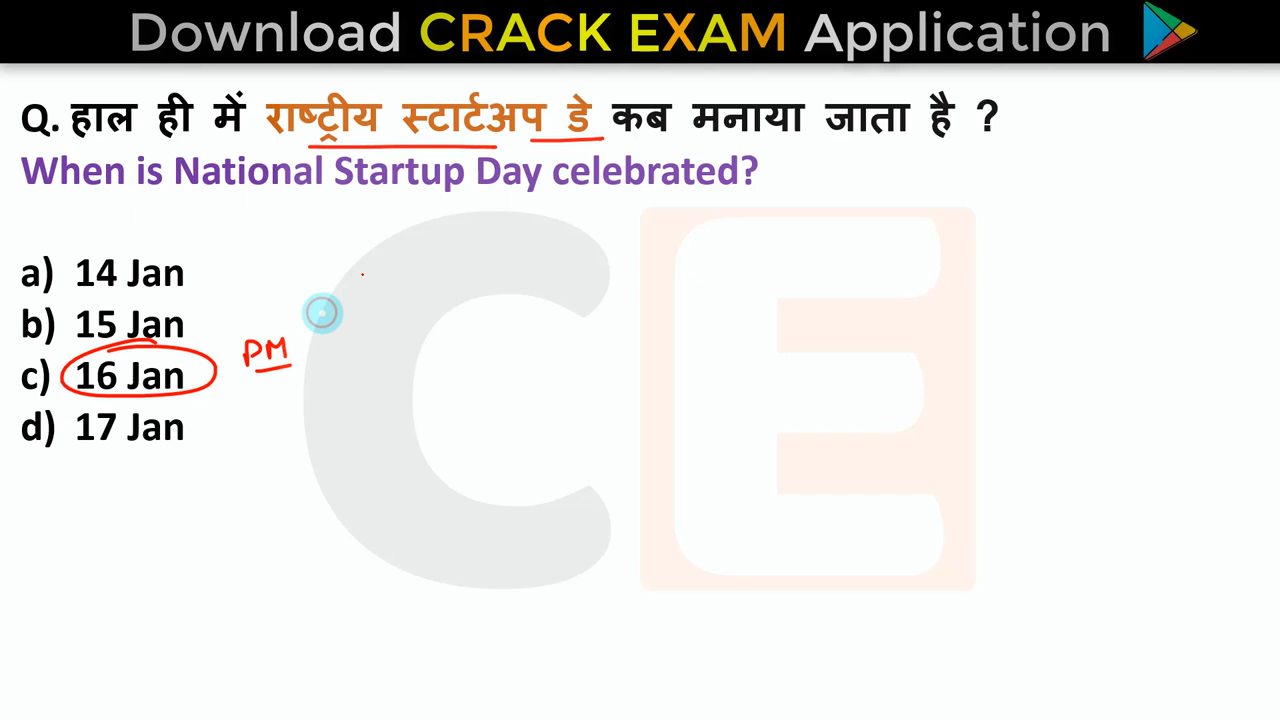 Download CRACK EXAM Application
Q. हाल ही में राष्ट्रीय स्टार्टअप डे कब मनाया जाता है ?
When is National Startup Day celebrated?
a) 14 Jan
b) 15 Jan
c) 16 Jan
PM
d) 17 Jan
CE